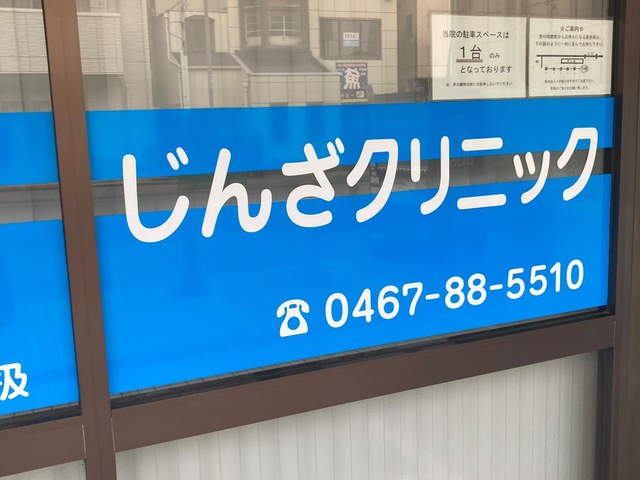 当院の駐車スペースは
1台のみ
となっております
☆ご案内☆
じんざクリニック
☎ 0467-88-5510
扱